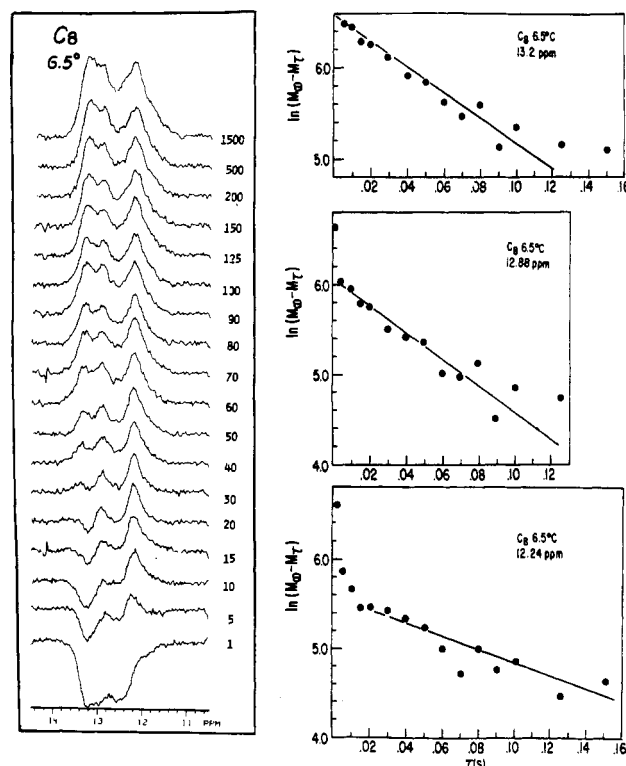 C8
6.5°
1500
500
200
150
125
100
90
80
70
60
50
40
30
20
15
10
5
1
14 13 12 11 PPM
ln (M∞-Mτ)
6.0
5.0
C8 6.5°C
13.2 ppm
.02 .04 .06 .08 .10 .12 .14 .16
ln (M∞-Mτ)
6.0
5.0
4.0
C8 6.5°C
12.88 ppm
.02 .04 .06 .08 0.1 .12
ln (M∞-Mτ)
6.0
5.0
4.0
C8 6.5°C
12.24 ppm
.02 .04 .06 .08 .10 .12 .14 .16
T(s)